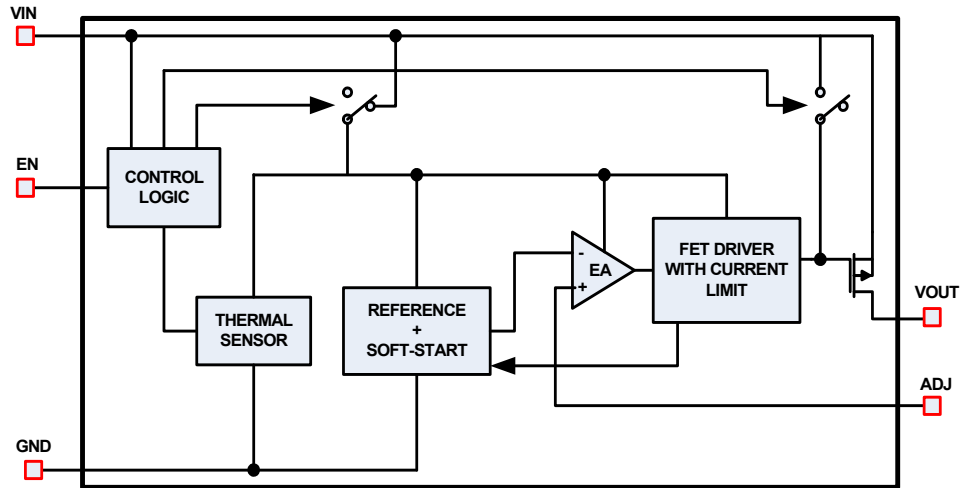 VIN
EN
CONTROL
LOGIC
THERMAL
SENSOR
REFERENCE
+
SOFT-START
-
EA
+
FET DRIVER
WITH CURRENT
LIMIT
VOUT
ADJ
GND